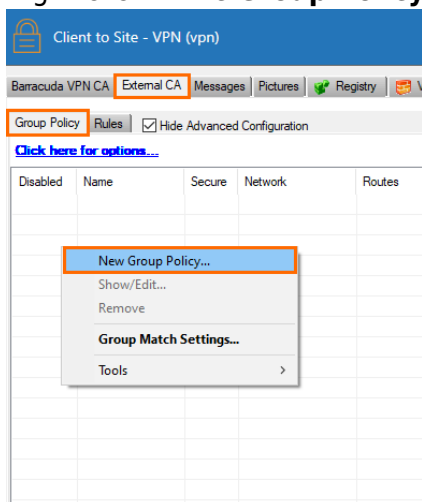 Client to Site - VPN (vpn)
Barracuda VPN CA External CA Messages Pictures Registry
Group Policy Rules Hide Advanced Configuration
Click here for options...
Disabled Name Secure Network Routes
New Group Policy...
Show/Edit...
Remove
Group Match Settings...
Tools